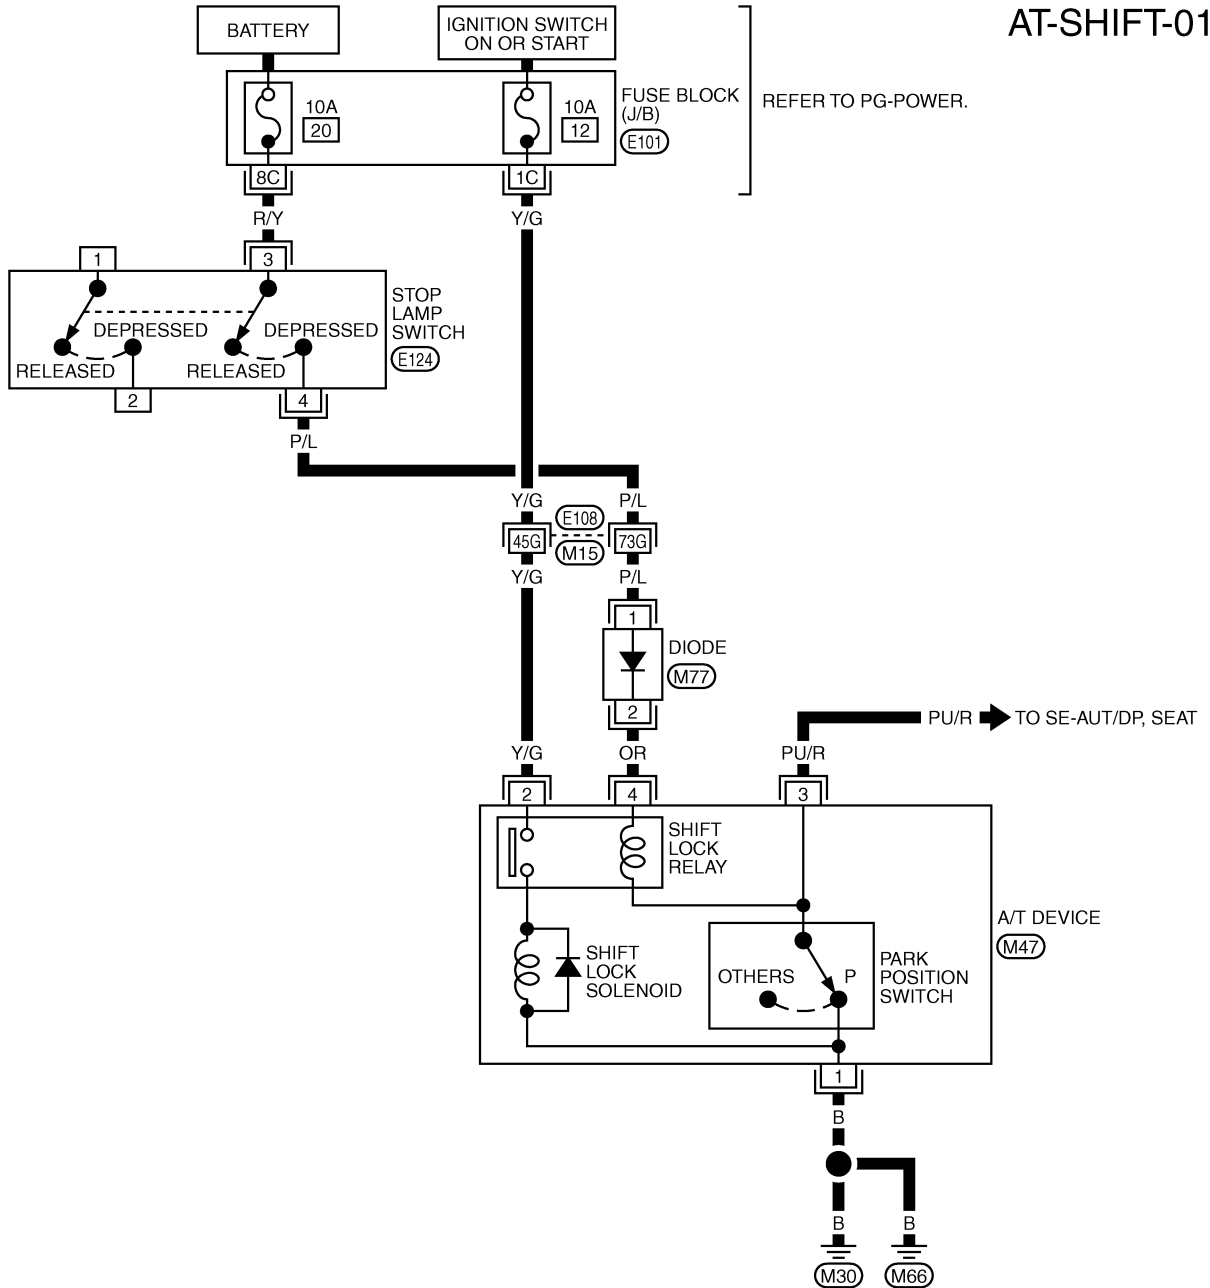 AT-SHIFT-01
BATTERY
IGNITION SWITCH
ON OR START
FUSE BLOCK
(J/B)
E101
REFER TO PG-POWER.
10A
20
10A
12
8C
1C
R/Y
Y/G
1
3
STOP
LAMP
SWITCH
E124
DEPRESSED
DEPRESSED
RELEASED
RELEASED
2
4
P/L
Y/G
P/L
E108
45G
73G
M15
Y/G
P/L
1
DIODE
M77
2
PU/R
TO SE-AUT/DP, SEAT
Y/G
OR
PU/R
2
4
3
SHIFT
LOCK
RELAY
A/T DEVICE
M47
SHIFT
LOCK
SOLENOID
OTHERS
P
PARK
POSITION
SWITCH
1
B
B
B
M30
M66